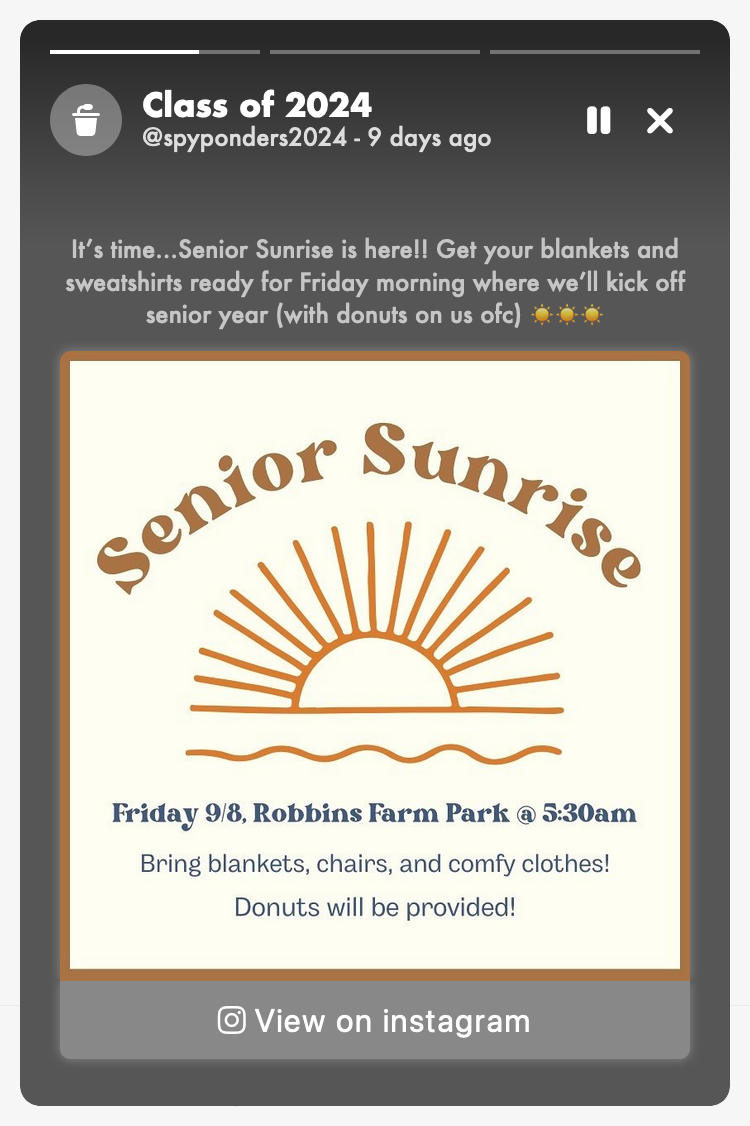 Class of 2024
@spyponders2024 - 9 days ago
It’s time...Senior Sunrise is here!! Get your blankets and
sweatshirts ready for Friday morning where we’ll kick off
senior year (with donuts on us ofc) ☀️☀️☀️
Senior Sunrise
Friday 9/8, Robbins Farm Park @ 5:30am
Bring blankets, chairs, and comfy clothes!
Donuts will be provided!
View on instagram